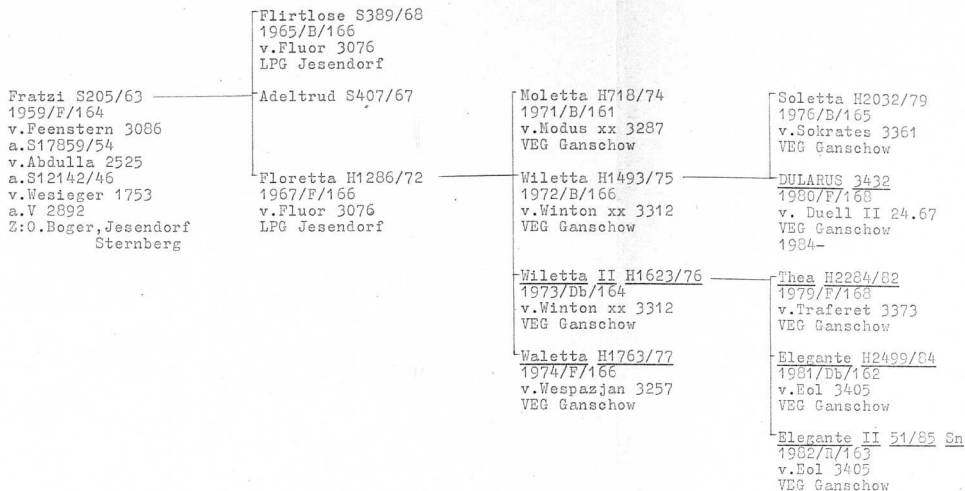 Fratzi S205/63
1959/F/164
v.Feenstern 3086
a.S17859/54
v.Abdulla 2525
a.S12142/46
v.Wesieger 1753
a.V 2892
Z:O.Boger,Jesendorf
Sternberg
Flirtlose S389/68
1965/B/166
v.Fluor 3076
LPG Jesendorf
Adeltrud S407/67
Floretta H1286/72
1967/F/166
v.Fluor 3076
LPG Jesendorf
Moletta H718/74
1971/B/161
v.Modus xx 3287
VEG Ganschow
Wiletta H1493/75
1972/B/166
v.Winton xx 3312
VEG Ganschow
Wiletta II H1623/76
1973/Db/164
v.Winton xx 3312
VEG Ganschow
Waletta H1763/77
1974/F/166
v.Wespazjan 3257
VEG Ganschow
Soletta H2032/79
1976/B/165
v.Sokrates 3361
VEG Ganschow
DULARUS 3432
1980/F/168
v. Duell II 24.67
VEG Ganschow
1984-
Thea H2284/82
1979/F/168
v.Traferet 3373
VEG Ganschow
Elegante H2499/84
1981/Db/162
v.Eol 3405
VEG Ganschow
Elegante II 51/85 Sn
1982/R/163
v.Eol 3405
VEG Ganschow